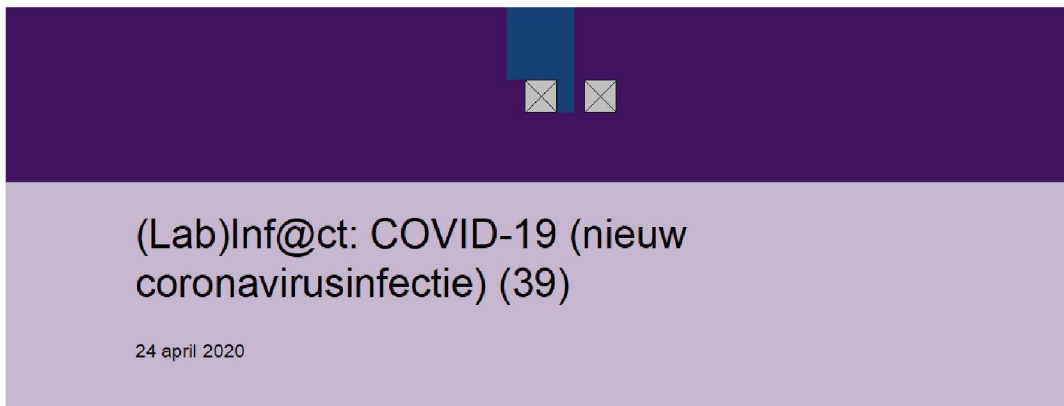 (Lab)Inf@ct: COVID-19 (nieuw
coronavirusinfectie) (39)
24 april 2020